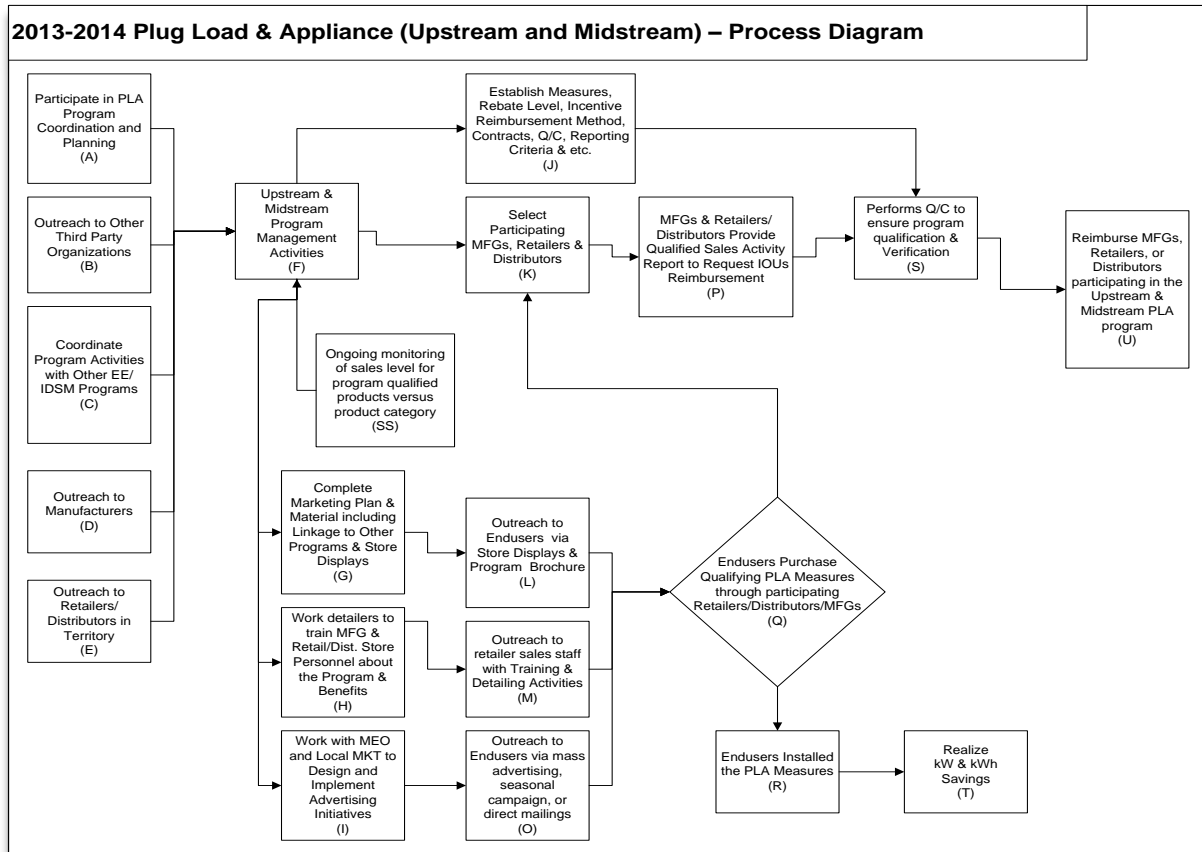 2013-2014 Plug Load & Appliance (Upstream and Midstream) – Process Diagram
Participate in PLA
Program
Coordination and
Planning
(A)
Outreach to Other
Third Party
Organizations
(B)
Coordinate
Program Activities
with Other EE/
IDSM Programs
(C)
Outreach to
Manufacturers
(D)
Outreach to
Retailers/
Distributors in
Territory
(E)
Upstream &
Midstream
Program
Management
Activities
(F)
Establish Measures,
Rebate Level, Incentive
Reimbursement Method,
Contracts, Q/C, Reporting
Criteria & etc.
(J)
Select
Participating
MFGs, Retailers &
Distributors
(K)
MFGs & Retailers/
Distributors Provide
Qualified Sales Activity
Report to Request IOUs
Reimbursement
(P)
Performs Q/C to
ensure program
qualification &
Verification
(S)
Reimburse MFGs,
Retailers, or
Distributors
participating in the
Upstream &
Midstream PLA
program
(U)
Ongoing monitoring
of sales level for
program qualified
products versus
product category
(SS)
Complete
Marketing Plan &
Material including
Linkage to Other
Programs & Store
Displays
(G)
Outreach to
Endusers via
Store Displays &
Program Brochure
(L)
Work detailers to
train MFG &
Retail/Dist. Store
Personnel about
the Program &
Benefits
(H)
Outreach to
retailer sales staff
with Training &
Detailing Activities
(M)
Work with MEO
and Local MKT to
Design and
Implement
Advertising
Initiatives
(I)
Outreach to
Endusers via mass
advertising,
seasonal
campaign, or
direct mailings
(O)
Endusers Purchase
Qualifying PLA Measures
through participating
Retailers/Distributors/MFGs
(Q)
Endusers Installed
the PLA Measures
(R)
Realize
kW & kWh
Savings
(T)